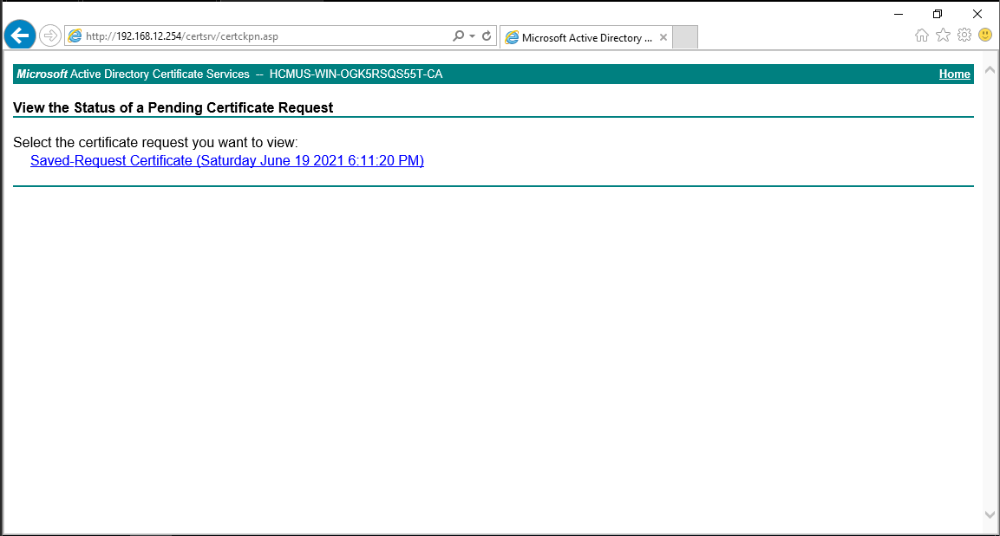 http://192.168.12.254/certsrv/certckpn.asp
Microsoft Active Directory ...
Microsoft Active Directory Certificate Services -- HCMUS-WIN-OGK5RSQS55T-CA
Home
View the Status of a Pending Certificate Request
Select the certificate request you want to view:
Saved-Request Certificate (Saturday June 19 2021 6:11:20 PM)